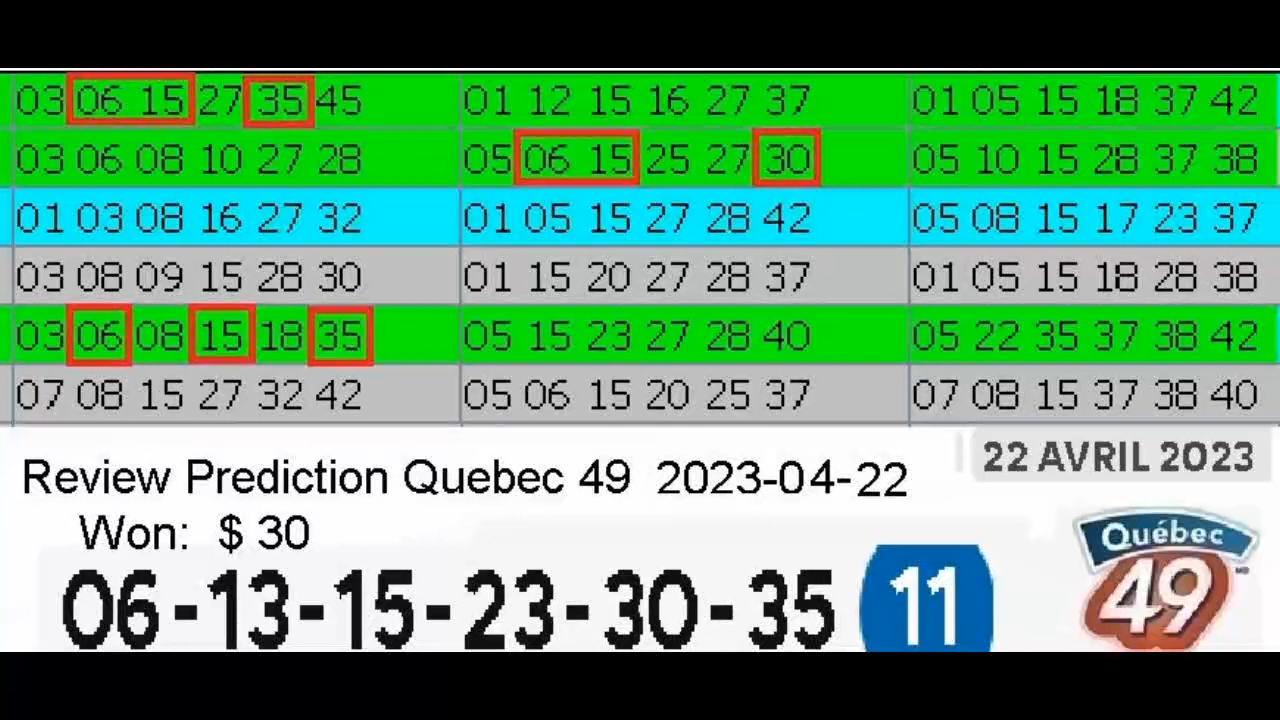 03 06 15 27 35 45 01 12 15 16 27 37 01 05 15 18 37 42
03 06 08 10 27 28 05 06 15 25 27 30 05 10 15 28 37 38
01 03 08 16 27 32 01 05 15 27 28 42 05 08 15 17 23 37
03 08 09 15 28 30 01 15 20 27 28 37 01 05 15 18 28 38
03 06 08 15 18 35 05 15 23 27 28 40 05 22 35 37 38 42
07 08 15 27 32 42 05 06 15 20 25 37 07 08 15 37 38 40
22 AVRIL 2023
Review Prediction Quebec 49 2023-04-22
Won: $ 30
Québec
49
06-13-15-23-30-35 11